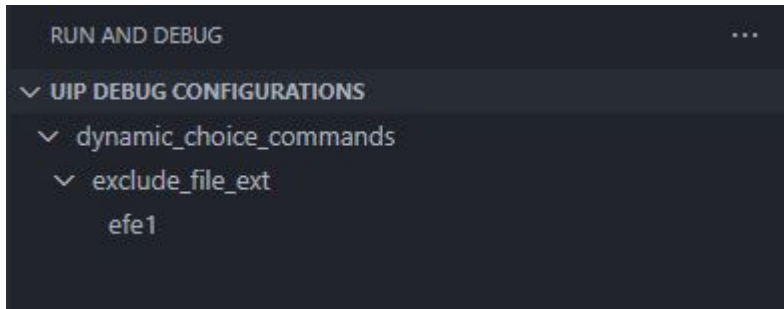 RUN AND DEBUG ...
UIP DEBUG CONFIGURATIONS
dynamic_choice_commands
exclude_file_ext
efe1